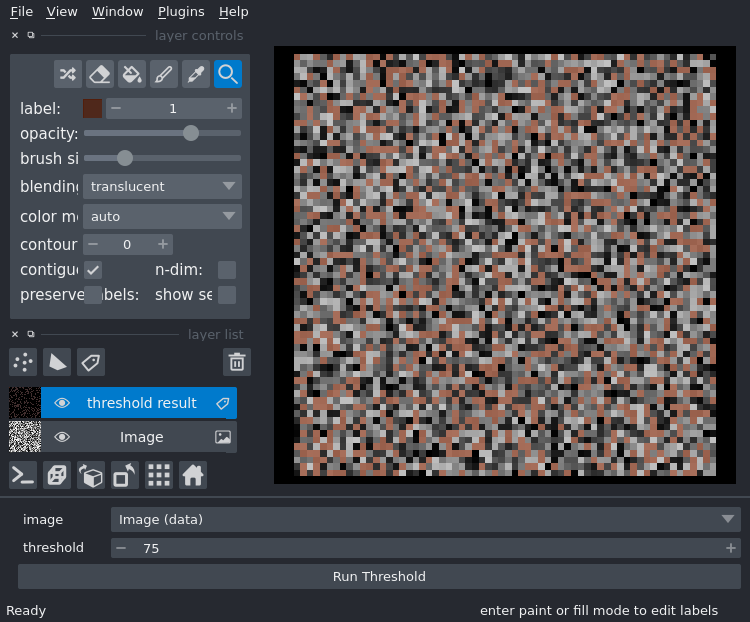 File View Window Plugins Help
layer controls
label: 1
opacity:
brush si
blending translucent
color m auto
contour 0
contigu n-dim:
preserve abels: show se
layer list
threshold result
Image
image Image (data)
threshold 75
Run Threshold
Ready enter paint or fill mode to edit labels